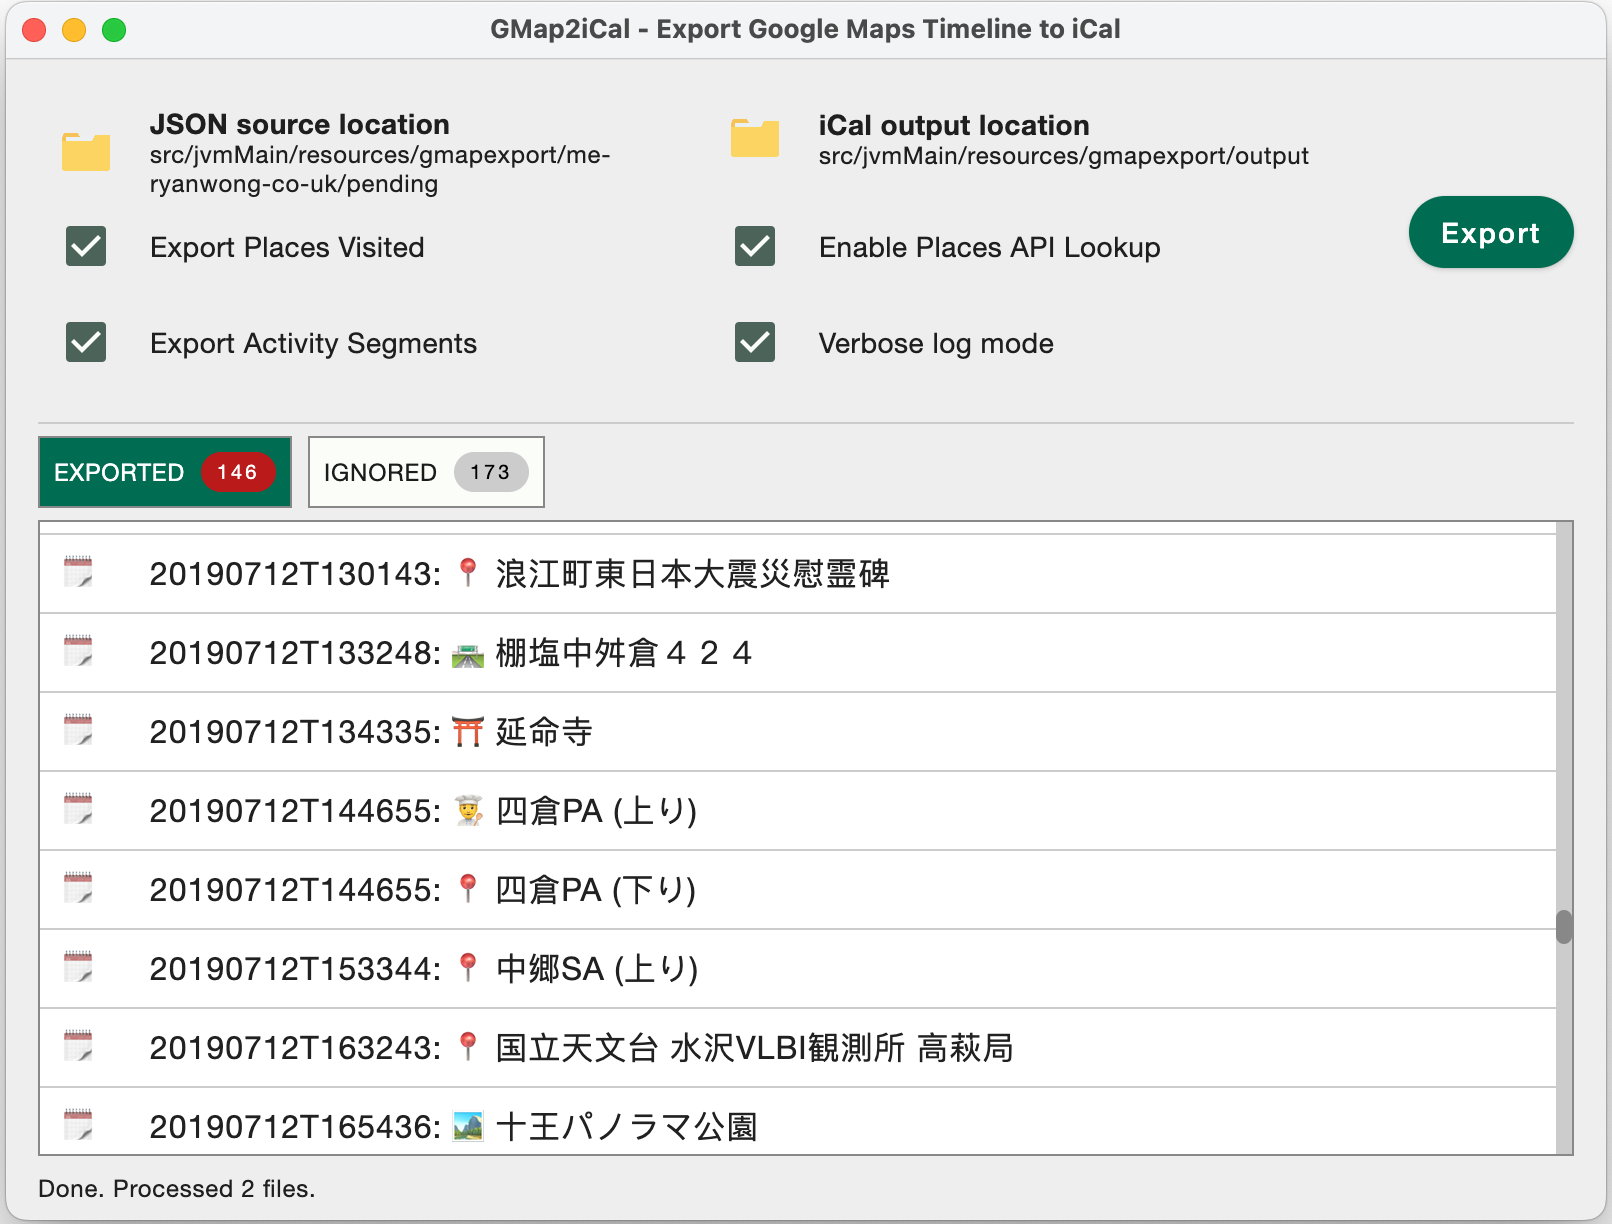 GMap2iCal - Export Google Maps Timeline to iCal
JSON source location
src/jvmMain/resources/gmapexport/me-
ryanwong-co-uk/pending
iCal output location
src/jvmMain/resources/gmapexport/output
Export Places Visited
Enable Places API Lookup
Export
Export Activity Segments
Verbose log mode
EXPORTED 146
IGNORED 173
20190712T130143: 📍 浪江町東日本大震災慰霊碑
20190712T133248: 🛣️ 棚塩中舛倉４２４
20190712T134335: ⛩️ 延命寺
20190712T144655: 🧑‍🍳 四倉PA (上り)
20190712T144655: 📍 四倉PA (下り)
20190712T153344: 📍 中郷SA (上り)
20190712T163243: 📍 国立天文台 水沢VLBI観測所 高萩局
20190712T165436: 🏞️ 十王パノラマ公園
Done. Processed 2 files.